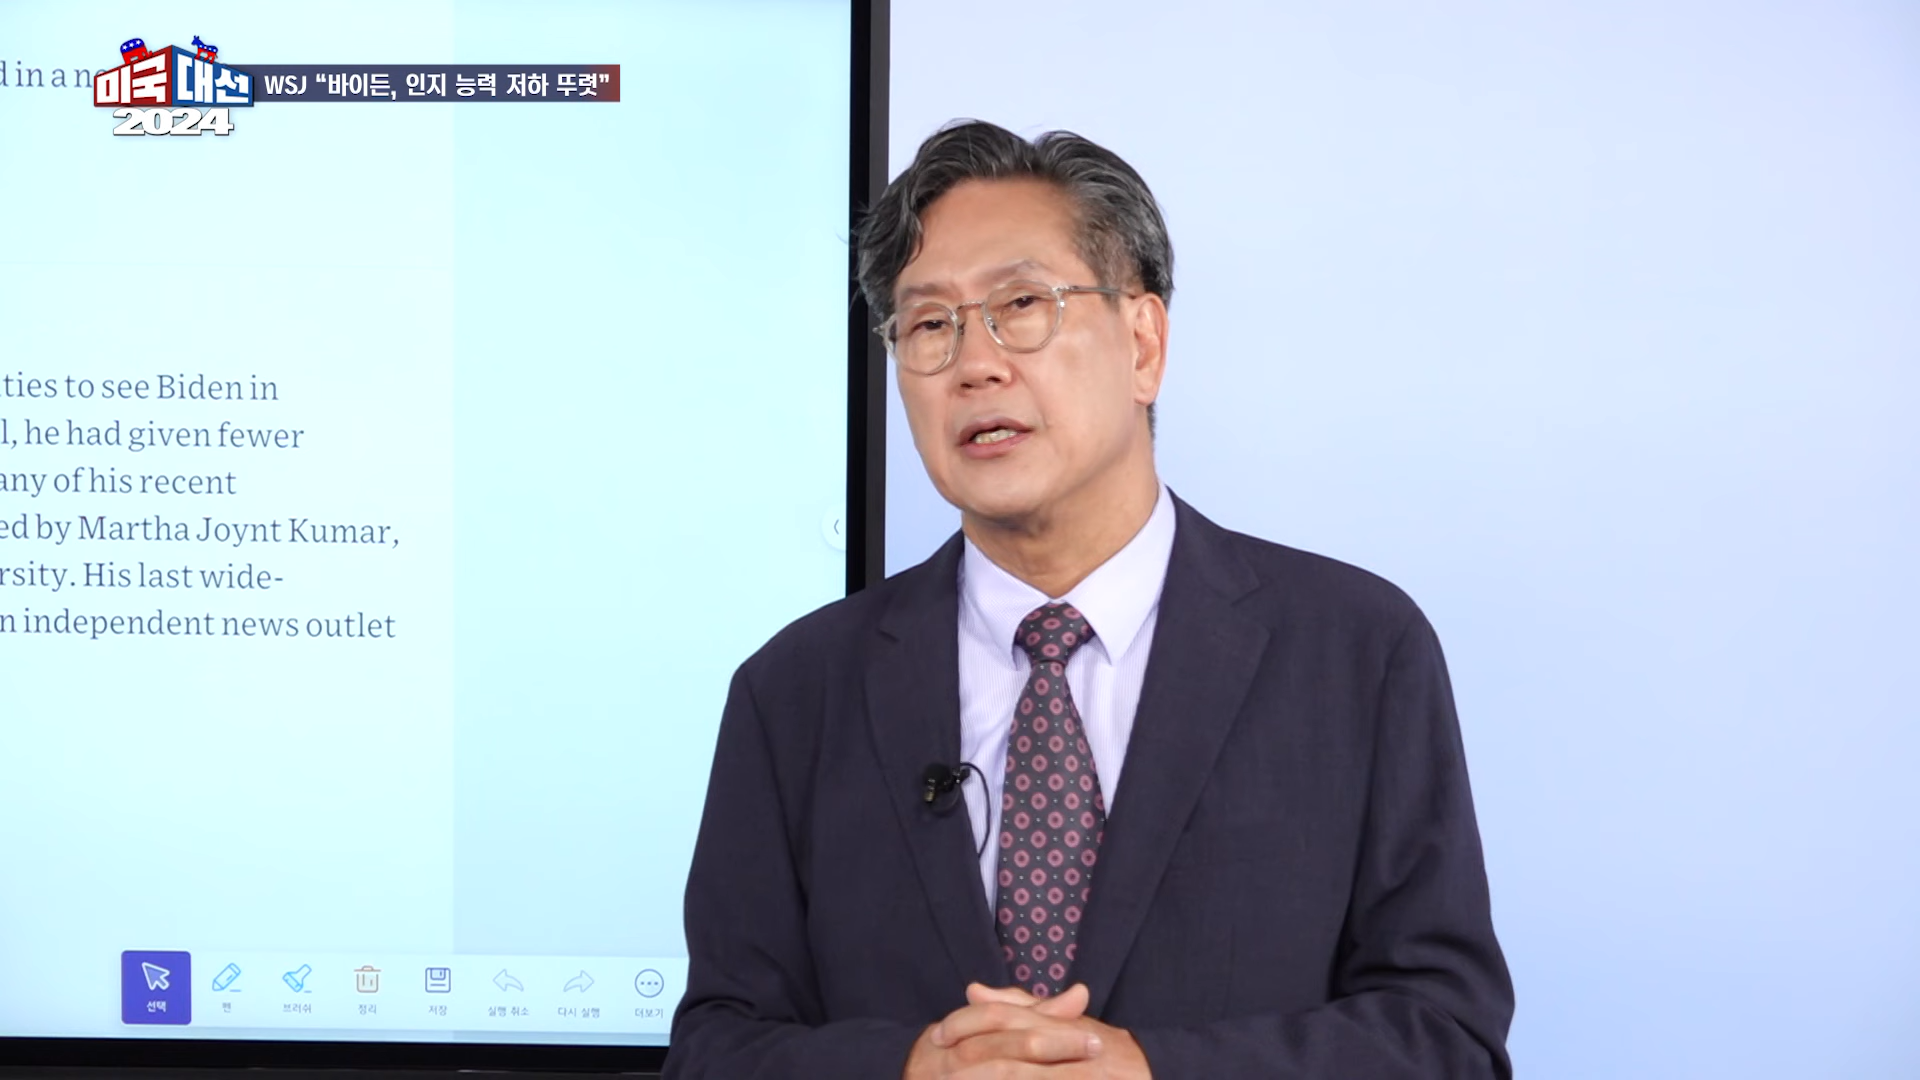 d in a n
미국 대선
2024
WSJ “바이든, 인지 능력 저하 뚜렷”
ties to see Biden in
l, he had given fewer
any of his recent
ed by Martha Joynt Kumar,
rsity. His last wide-
n independent news outlet
선택 펜 브러쉬 정리 저장 실행 취소 다시 실행 더보기